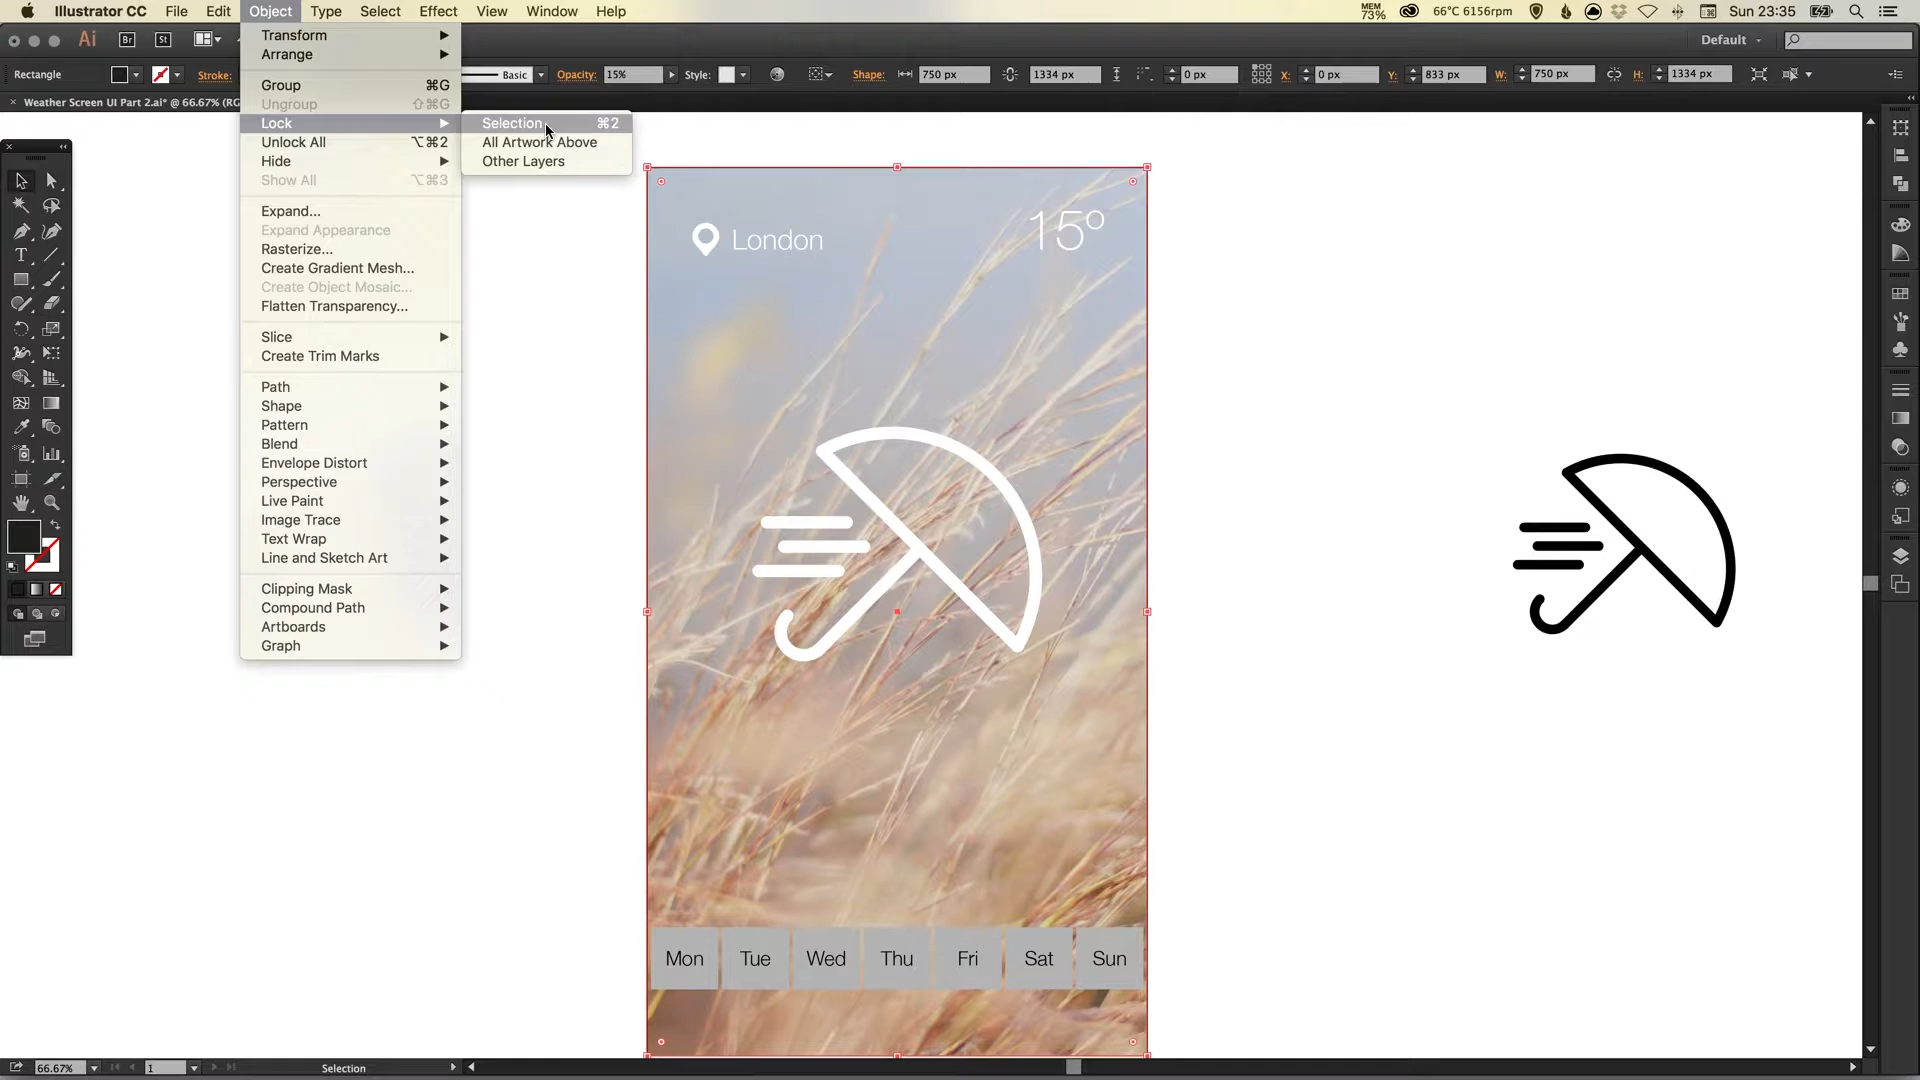 Illustrator CC File Edit Object Type Select Effect View Window Help
MEM 73% 66°C 6156rpm Sun 23:35
Ai Br St Default
Rectangle Stroke: Basic Opacity: 15% Style: Shape: 750 px 1334 px 0 px X: 0 px Y: 833 px W: 750 px H: 1334 px
× Weather Screen UI Part 2.ai* @ 66.67% (RG
Transform
Arrange
Group ⌘G
Ungroup ⇧⌘G
Lock
Unlock All ⌥⌘2
Hide
Show All ⌥⌘3
Expand...
Expand Appearance
Rasterize...
Create Gradient Mesh...
Create Object Mosaic...
Flatten Transparency...
Slice
Create Trim Marks
Path
Shape
Pattern
Blend
Envelope Distort
Perspective
Live Paint
Image Trace
Text Wrap
Line and Sketch Art
Clipping Mask
Compound Path
Artboards
Graph
Selection ⌘2
All Artwork Above
Other Layers
London 15º
Mon Tue Wed Thu Fri Sat Sun
66.67% 1 Selection